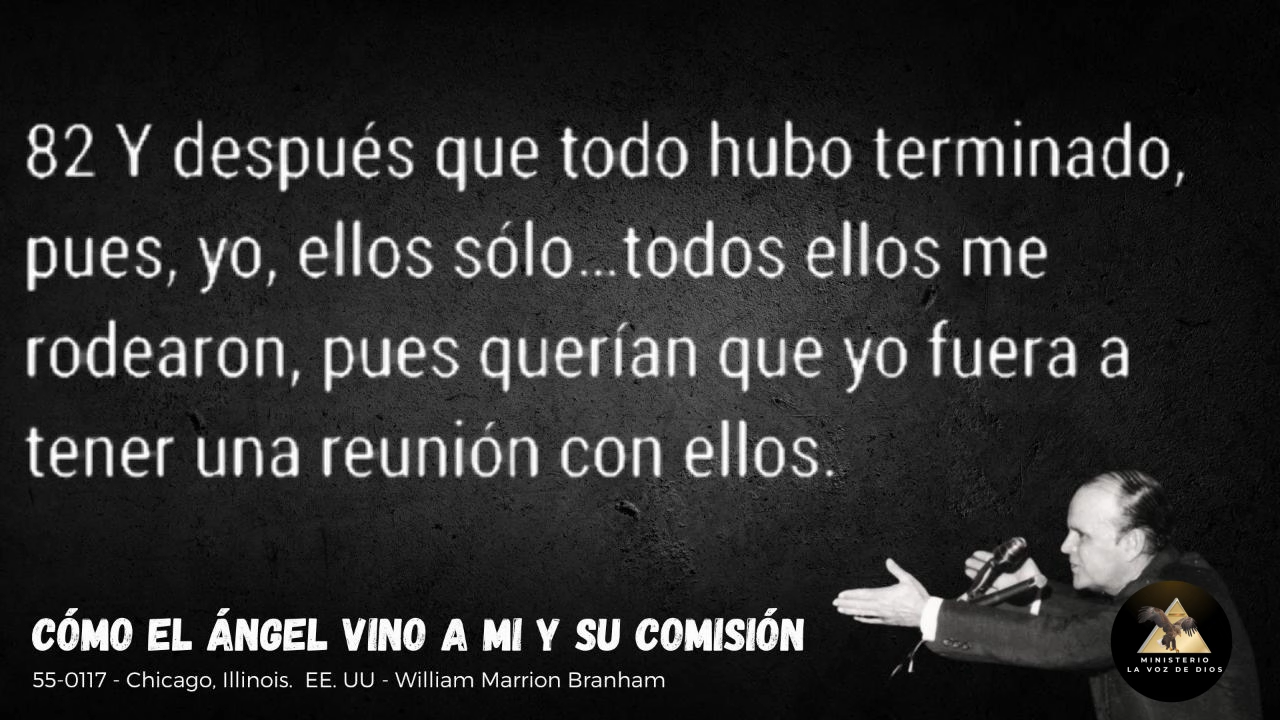 82 Y después que todo hubo terminado,
pues, yo, ellos sólo...todos ellos me
rodearon, pues querían que yo fuera a
tener una reunión con ellos.
CÓMO EL ÁNGEL VINO A MI Y SU COMISIÓN
55-0117 - Chicago, Illinois.  EE. UU - William Marrion Branham
MINISTERIO
LA VOZ DE DIOS